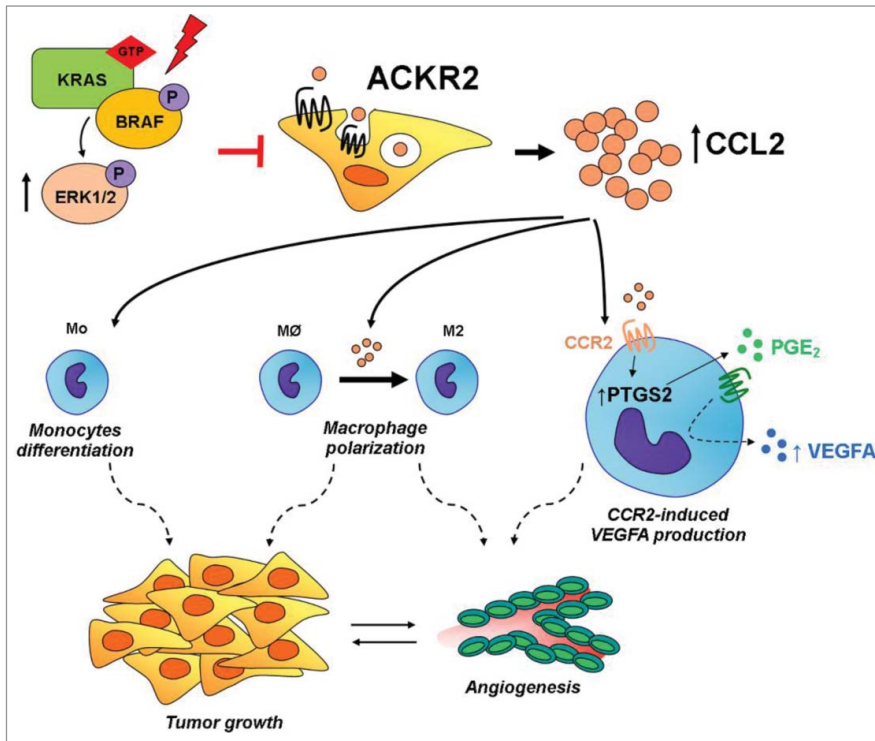 GTP
KRAS
P
BRAF
P
ERK1/2
ACKR2
↑CCL2
Mo
MØ
M2
CCR2
PGE₂
↑PTGS2
↑ VEGFA
Monocytes
differentiation
Macrophage
polarization
CCR2-induced
VEGFA production
Tumor growth
Angiogenesis